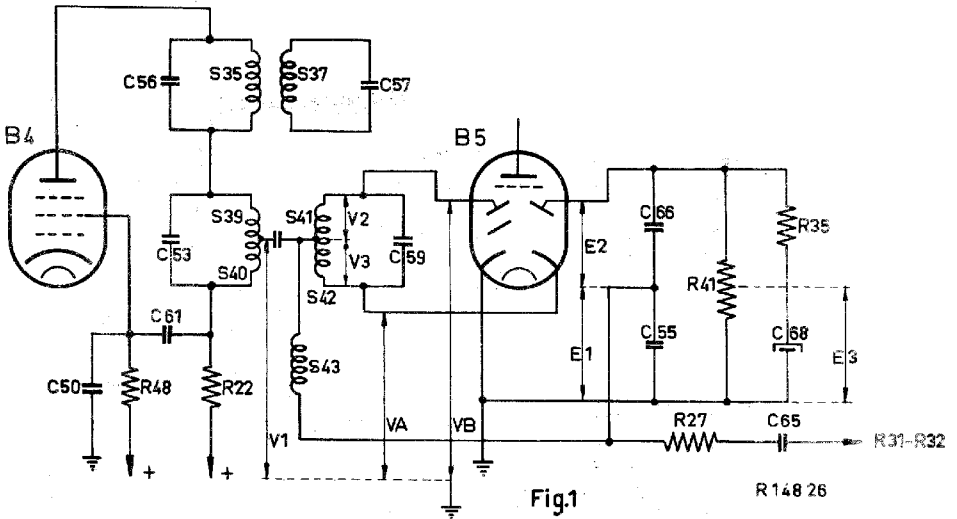 B4
C56
S35
S37
C57
B5
S39
C53
S40
S41
V2
V3
S42
C59
E2
C66
R41
R35
C61
C50
R48
R22
S43
V1
VA
VB
E1
C55
C68
E3
R27
C65
R31-R32
+
+
Fig.1
R148 26